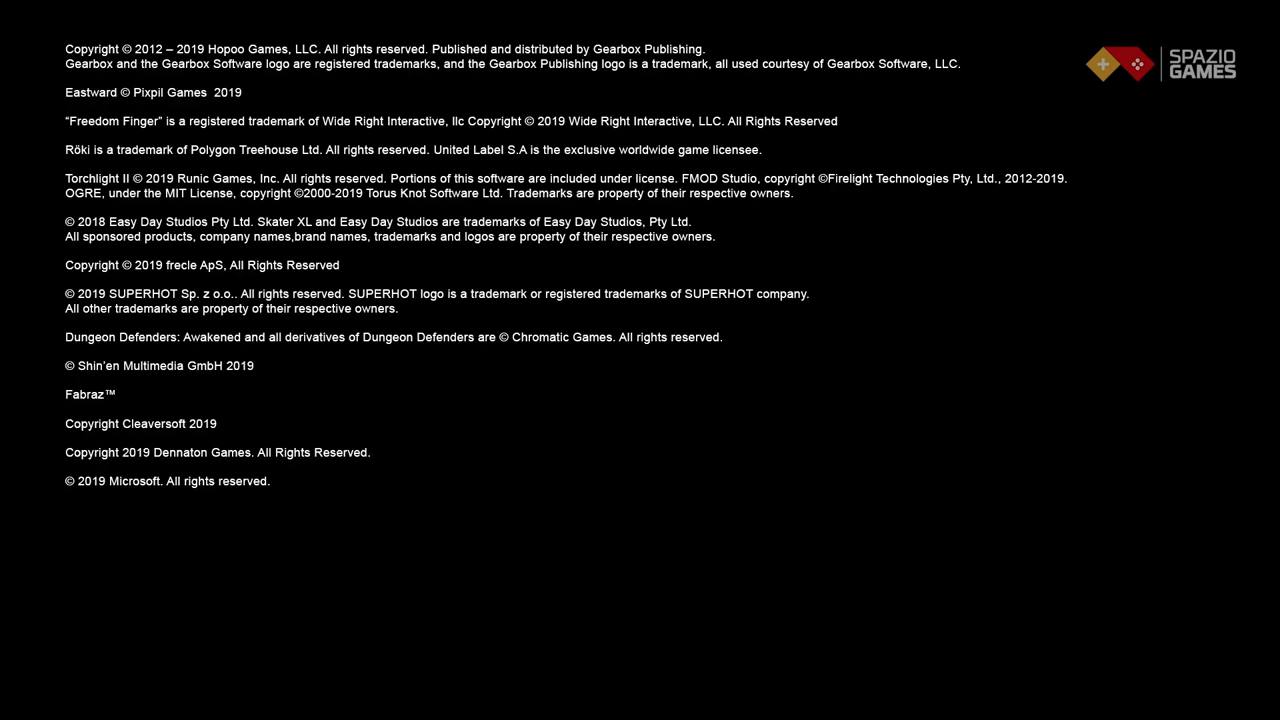 Copyright © 2012 – 2019 Hopoo Games, LLC. All rights reserved. Published and distributed by Gearbox Publishing.
Gearbox and the Gearbox Software logo are registered trademarks, and the Gearbox Publishing logo is a trademark, all used courtesy of Gearbox Software, LLC.
SPAZIO
GAMES
Eastward © Pixpil Games  2019
“Freedom Finger” is a registered trademark of Wide Right Interactive, llc Copyright © 2019 Wide Right Interactive, LLC. All Rights Reserved
Röki is a trademark of Polygon Treehouse Ltd. All rights reserved. United Label S.A is the exclusive worldwide game licensee.
Torchlight II © 2019 Runic Games, Inc. All rights reserved. Portions of this software are included under license. FMOD Studio, copyright ©Firelight Technologies Pty, Ltd., 2012-2019.
OGRE, under the MIT License, copyright ©2000-2019 Torus Knot Software Ltd. Trademarks are property of their respective owners.
© 2018 Easy Day Studios Pty Ltd. Skater XL and Easy Day Studios are trademarks of Easy Day Studios, Pty Ltd.
All sponsored products, company names,brand names, trademarks and logos are property of their respective owners.
Copyright © 2019 frecle ApS, All Rights Reserved
© 2019 SUPERHOT Sp. z o.o.. All rights reserved. SUPERHOT logo is a trademark or registered trademarks of SUPERHOT company.
All other trademarks are property of their respective owners.
Dungeon Defenders: Awakened and all derivatives of Dungeon Defenders are © Chromatic Games. All rights reserved.
© Shin’en Multimedia GmbH 2019
Fabraz™
Copyright Cleaversoft 2019
Copyright 2019 Dennaton Games. All Rights Reserved.
© 2019 Microsoft. All rights reserved.